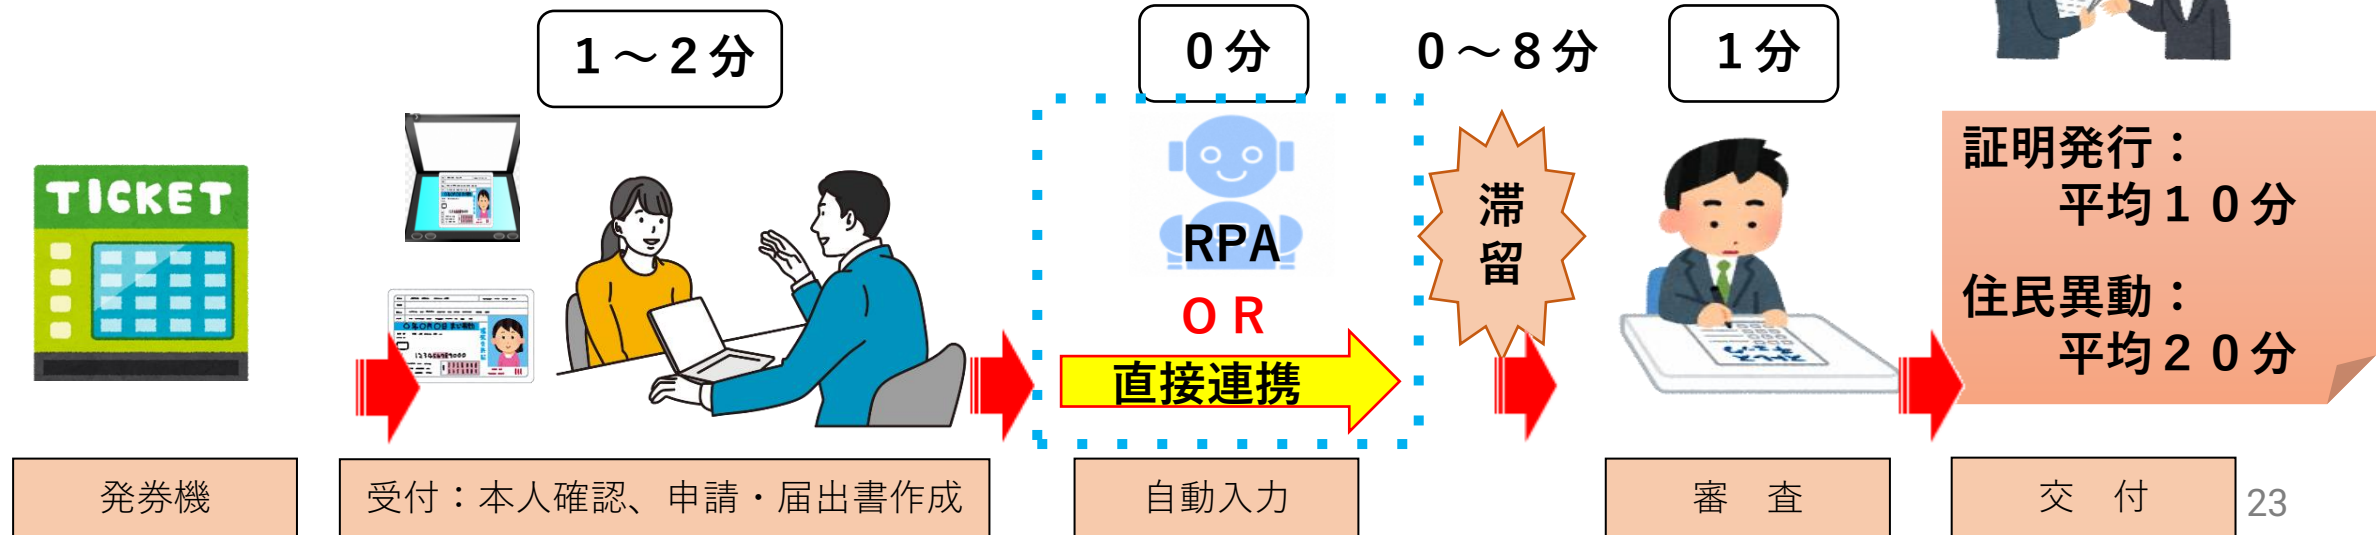 1～2分
0分
0～8分
1分
TICKET
RPA
OR
直接連携
滞
留
証明発行：
平均10分
住民異動：
平均20分
発券機
受付：本人確認、申請・届出書作成
自動入力
審　査
交　付
23